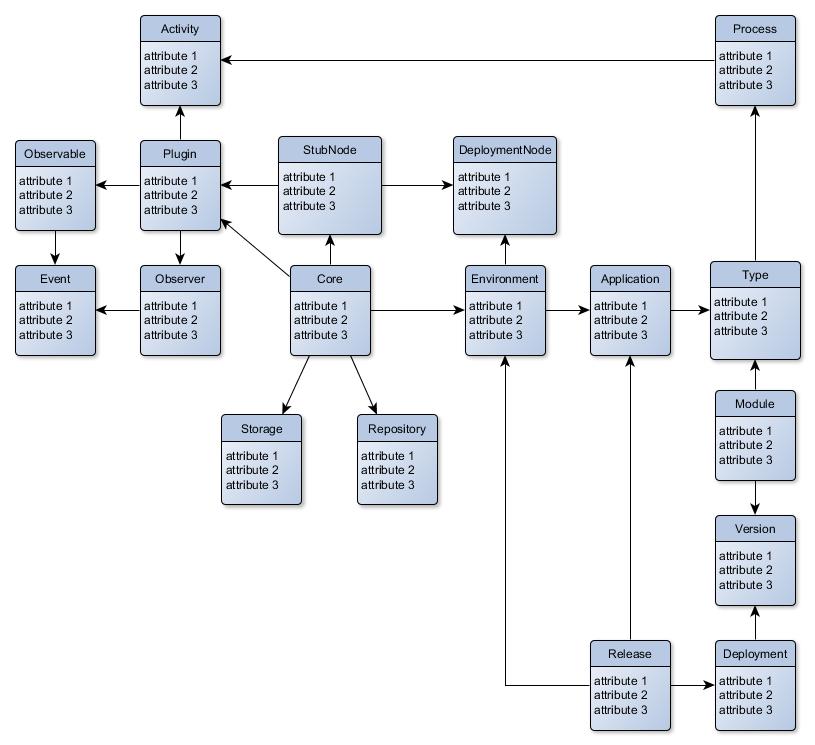 Activity
attribute 1
attribute 2
attribute 3
Process
attribute 1
attribute 2
attribute 3
Observable
attribute 1
attribute 2
attribute 3
Plugin
attribute 1
attribute 2
attribute 3
StubNode
attribute 1
attribute 2
attribute 3
DeploymentNode
attribute 1
attribute 2
attribute 3
Event
attribute 1
attribute 2
attribute 3
Observer
attribute 1
attribute 2
attribute 3
Core
attribute 1
attribute 2
attribute 3
Environment
attribute 1
attribute 2
attribute 3
Application
attribute 1
attribute 2
attribute 3
Type
attribute 1
attribute 2
attribute 3
Storage
attribute 1
attribute 2
attribute 3
Repository
attribute 1
attribute 2
attribute 3
Module
attribute 1
attribute 2
attribute 3
Version
attribute 1
attribute 2
attribute 3
Release
attribute 1
attribute 2
attribute 3
Deployment
attribute 1
attribute 2
attribute 3